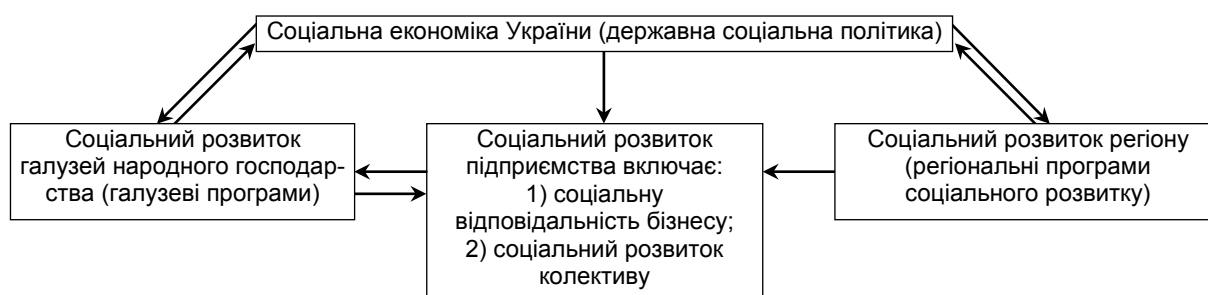 Соціальна економіка України (державна соціальна політика)
Соціальний розвиток
галузей народного господар-
ства (галузеві програми)
Соціальний розвиток
підприємства включає:
1) соціальну
відповідальність бізнесу;
2) соціальний розвиток
колективу
Соціальний розвиток регіону
(регіональні програми
соціального розвитку)